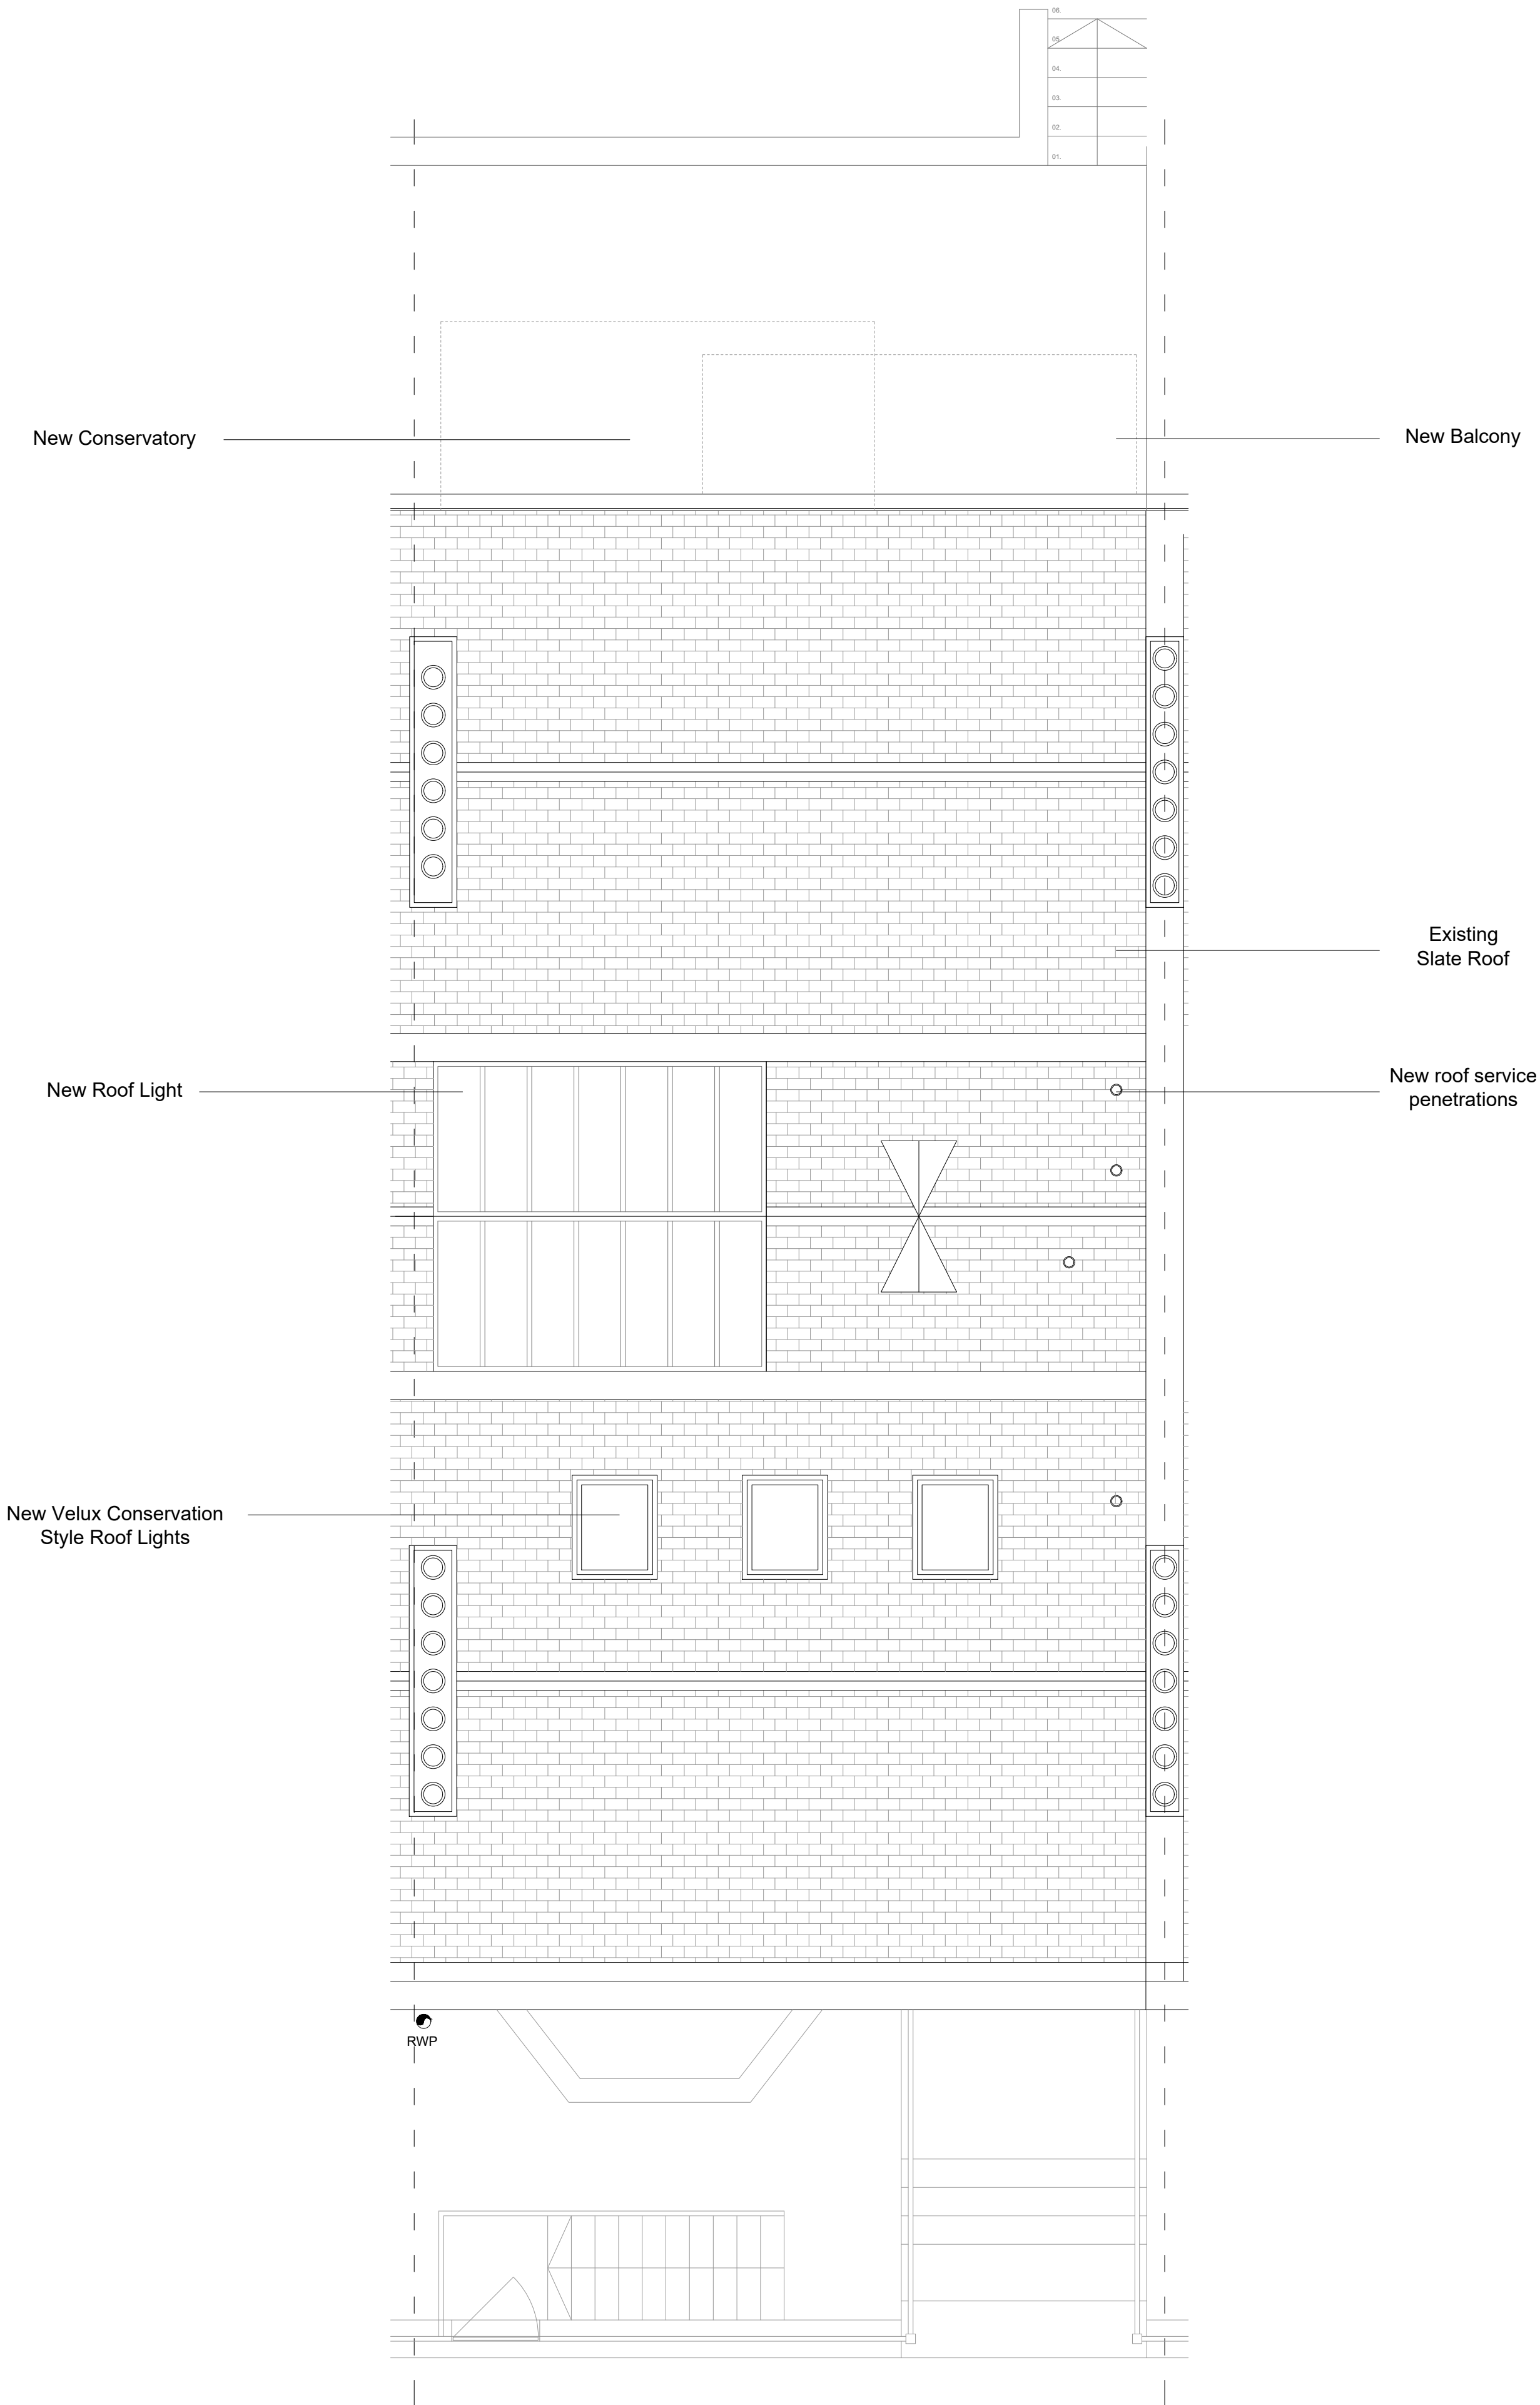 06.
05.
04.
03.
02.
01.
New Conservatory
New Balcony
Existing
Slate Roof
New Roof Light
New roof service
penetrations
New Velux Conservation
Style Roof Lights
RWP